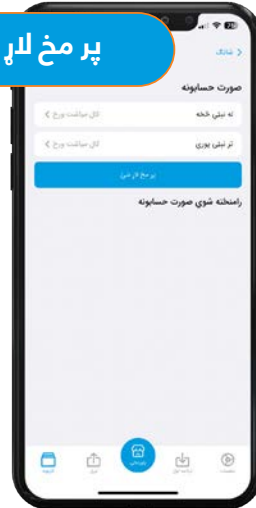 پر مخ لاړ
شاتګ
صورت حسابونه
له نیټې څخه
کال میاشت ورځ
تر نیټې پورې
کال میاشت ورځ
پر مخ لاړ شئ
رامنځته شوي صورت حسابونه